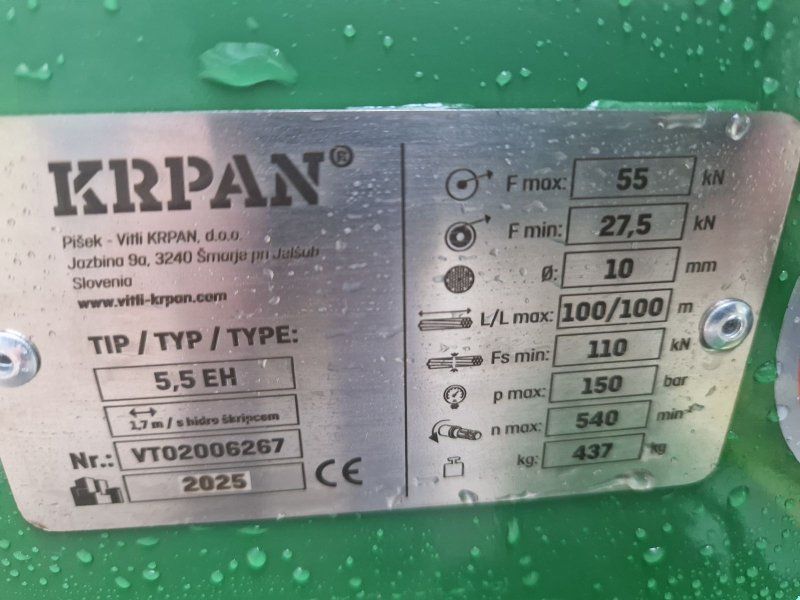 KRPAN®
Pišek - Vitli KRPAN, d.o.o.
Jazbina 9a, 3240 Šmarje pri Jelšah
Slovenia
www.vitli-krpan.com
TIP / TYP / TYPE:
5,5 EH
1,7 m / s hidro škripcem
Nr.: VT02006267
2025 CE
F max: 55 kN
F min: 27,5 kN
Ø: 10 mm
L/L max: 100/100 m
Fs min: 110 kN
p max: 150 bar
n max: 540 min⁻¹
kg: 437 kg